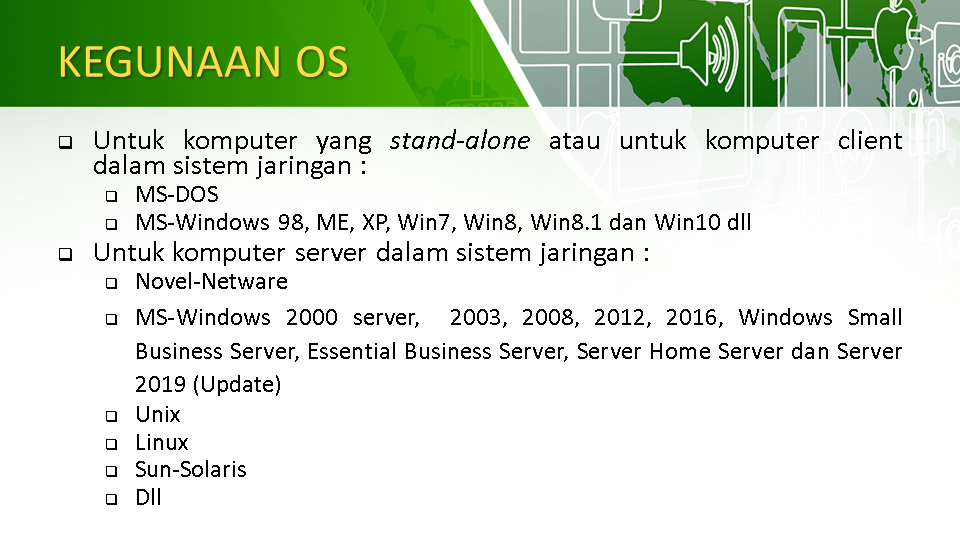 KEGUNAAN OS
Untuk komputer yang stand-alone atau untuk komputer client
dalam sistem jaringan :
MS-DOS
MS-Windows 98, ME, XP, Win7, Win8, Win8.1 dan Win10 dll
Untuk komputer server dalam sistem jaringan :
Novel-Netware
MS-Windows 2000 server, 2003, 2008, 2012, 2016, Windows Small
Business Server, Essential Business Server, Server Home Server dan Server
2019 (Update)
Unix
Linux
Sun-Solaris
Dll